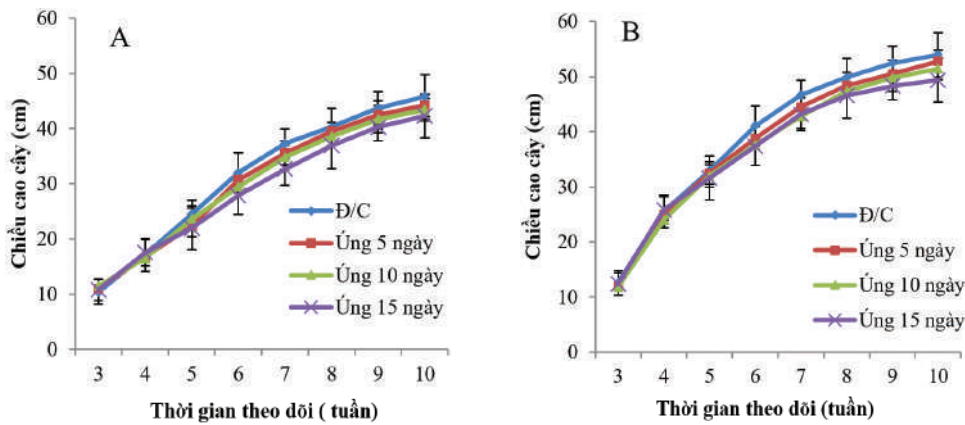 A
Chiều cao cây (cm)
60
50
40
30
20
10
0
Đ/C
Úng 5 ngày
Úng 10 ngày
Úng 15 ngày
3 4 5 6 7 8 9 10
Thời gian theo dõi ( tuần)
B
Chiều cao cây (cm)
60
50
40
30
20
10
0
Đ/C
Úng 5 ngày
Úng 10 ngày
Úng 15 ngày
3 4 5 6 7 8 9 10
Thời gian theo dõi (tuần)